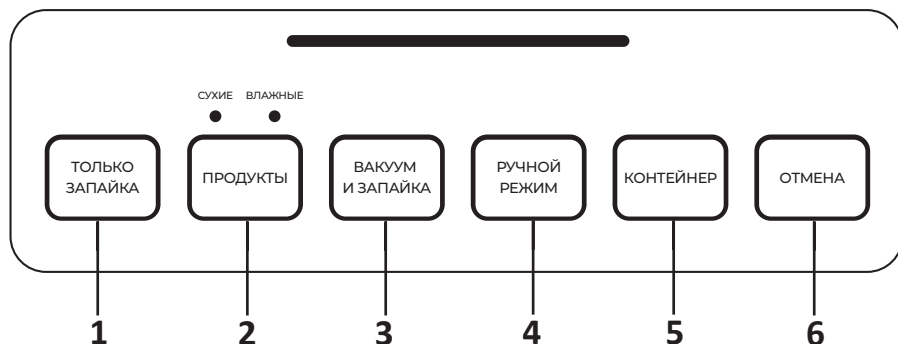 СУХИЕ ВЛАЖНЫЕ
ТОЛЬКО
ЗАПАЙКА
ПРОДУКТЫ
ВАКУУМ
И ЗАПАЙКА
РУЧНОЙ
РЕЖИМ
КОНТЕЙНЕР
ОТМЕНА
1 2 3 4 5 6